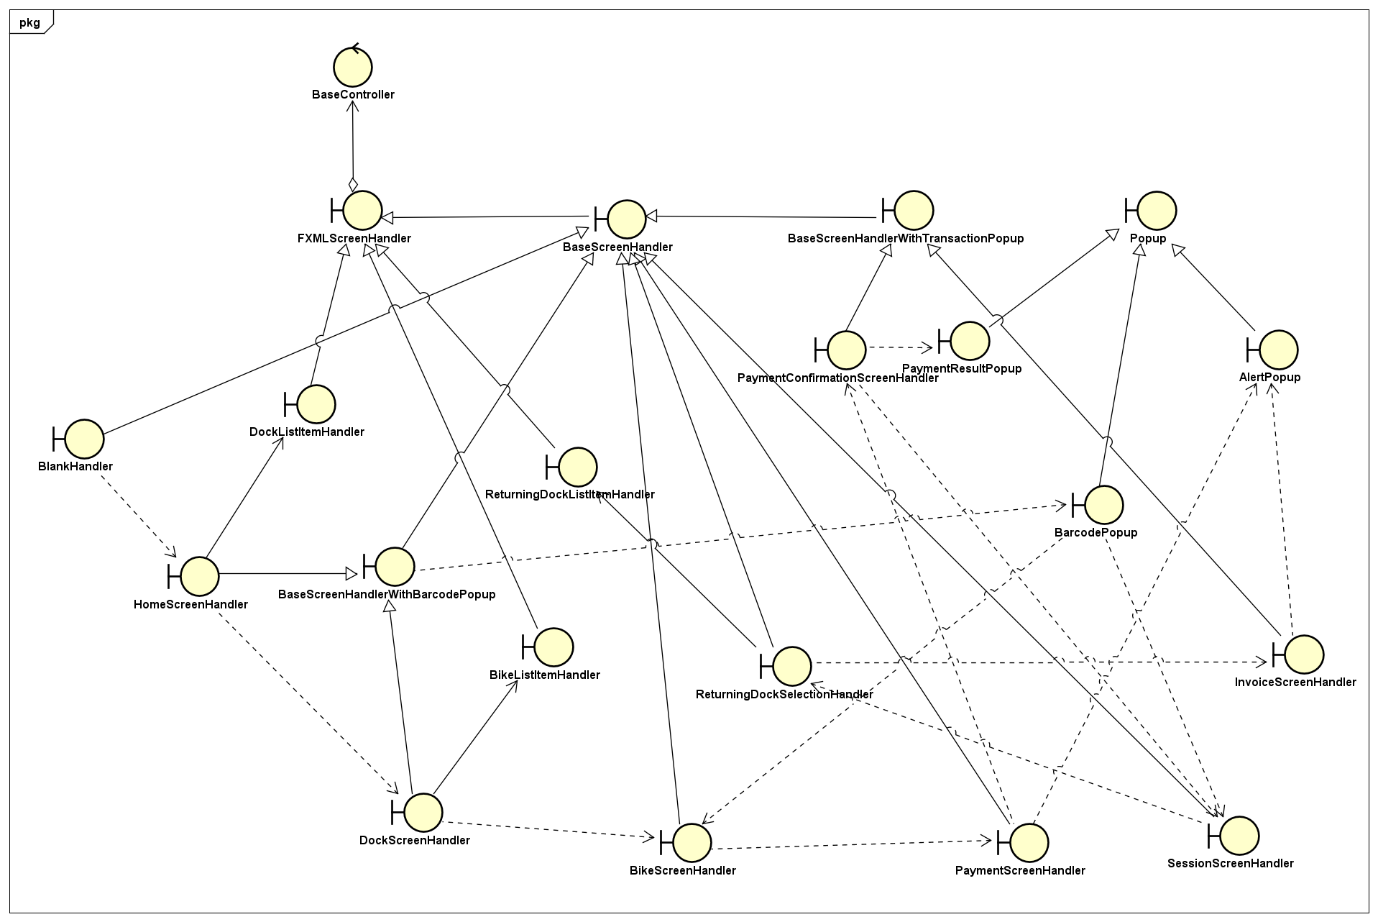 pkg
BaseController
FXMLScreenHandler
BaseScreenHandler
BaseScreenHandlerWithTransactionPopup
Popup
PaymentConfirmationScreenHandler
PaymentResultPopup
AlertPopup
DockListItemHandler
BlankHandler
ReturningDockListItemHandler
BarcodePopup
HomeScreenHandler
BaseScreenHandlerWithBarcodePopup
BikeListItemHandler
ReturningDockSelectionHandler
InvoiceScreenHandler
DockScreenHandler
BikeScreenHandler
PaymentScreenHandler
SessionScreenHandler